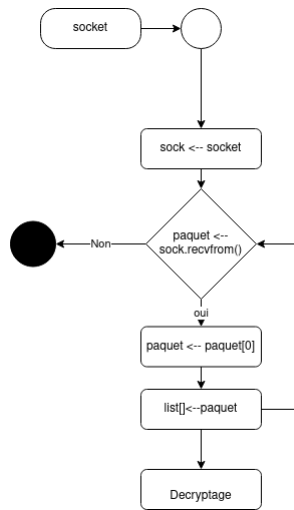 socket
sock <-- socket
paquet <--
sock.recvfrom()
Non
oui
paquet <-- paquet[0]
list[]<--paquet
Decryptage